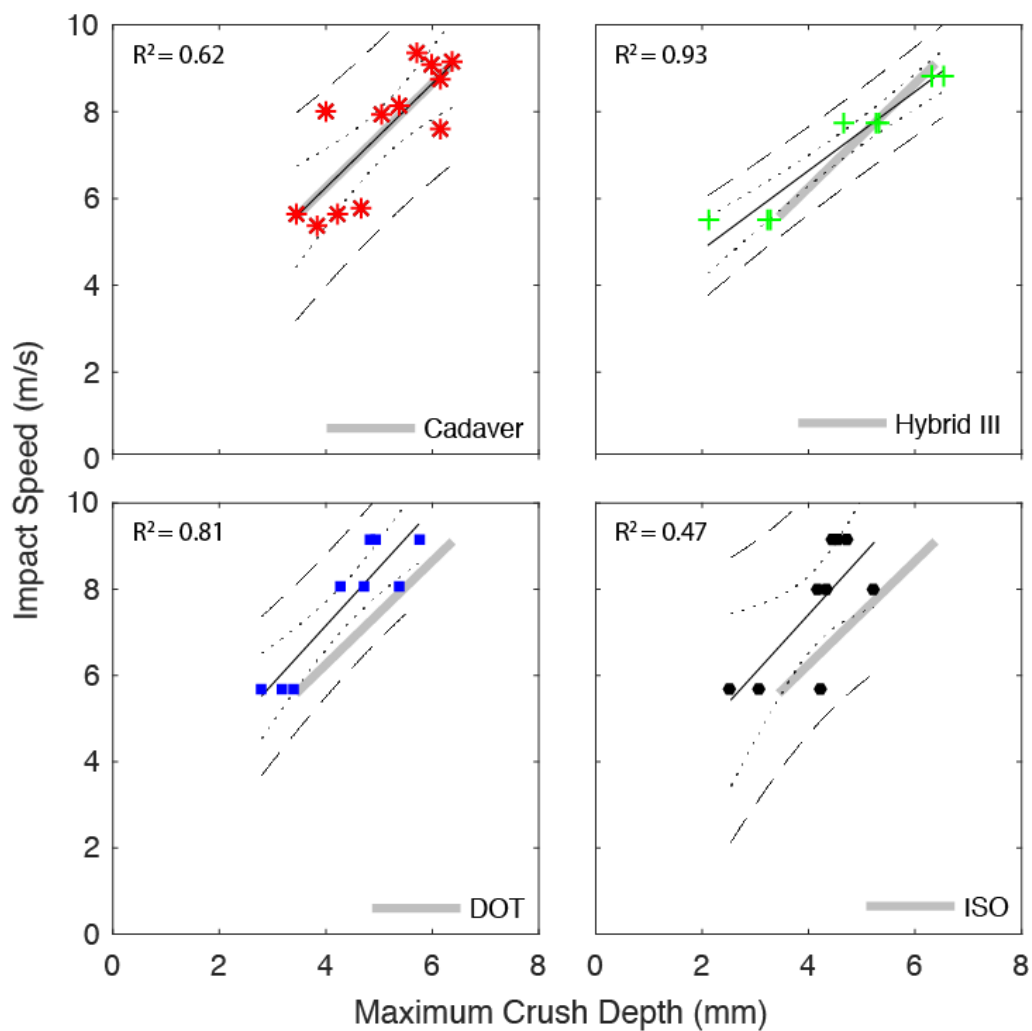 10
R² = 0.62
R² = 0.93
8
6
4
2
0
Cadaver
Hybrid III
Impact Speed (m/s)
10
R² = 0.81
R² = 0.47
8
6
4
2
0
DOT
ISO
0 2 4 6 8
0 2 4 6 8
Maximum Crush Depth (mm)